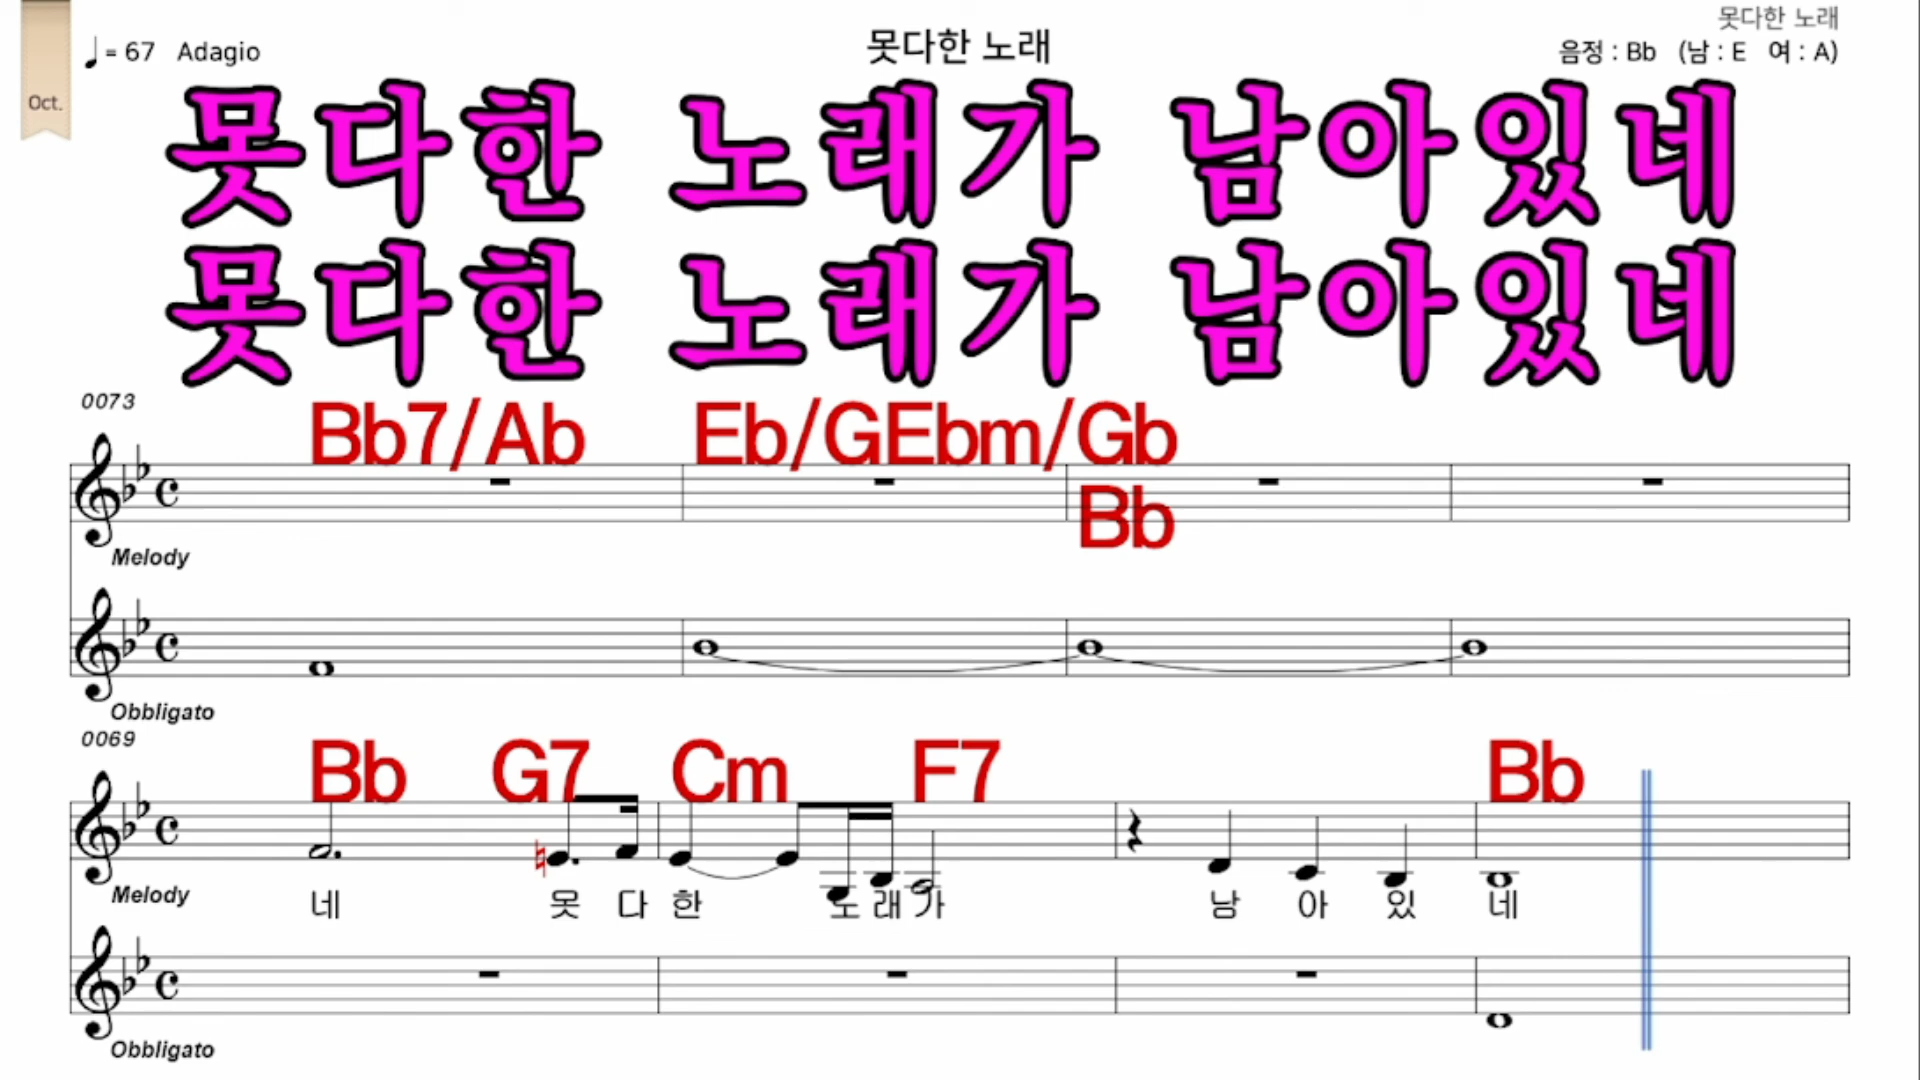 못다한 노래
♩= 67 Adagio
못다한 노래
음정 : Bb (남 : E 여 : A)
Oct.
못다한 노래가 남아있네
못다한 노래가 남아있네
0073
Bb7/Ab Eb/GEbm/Gb
Bb
Melody
Obbligato
0069
Bb G7 Cm F7 Bb
Melody
네 못 다 한 노 래 가 남 아 있 네
Obbligato